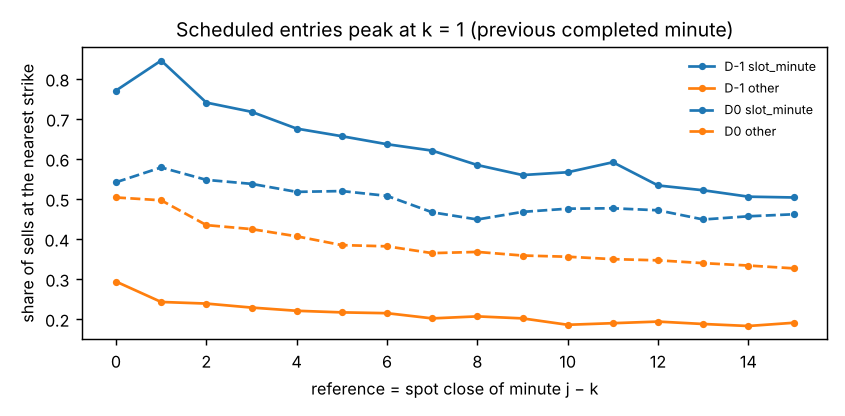 Scheduled entries peak at k = 1 (previous completed minute)
share of sells at the nearest strike
0.8
0.7
0.6
0.5
0.4
0.3
0.2
D-1 slot_minute
D-1 other
D0 slot_minute
D0 other
0 2 4 6 8 10 12 14
reference = spot close of minute j − k